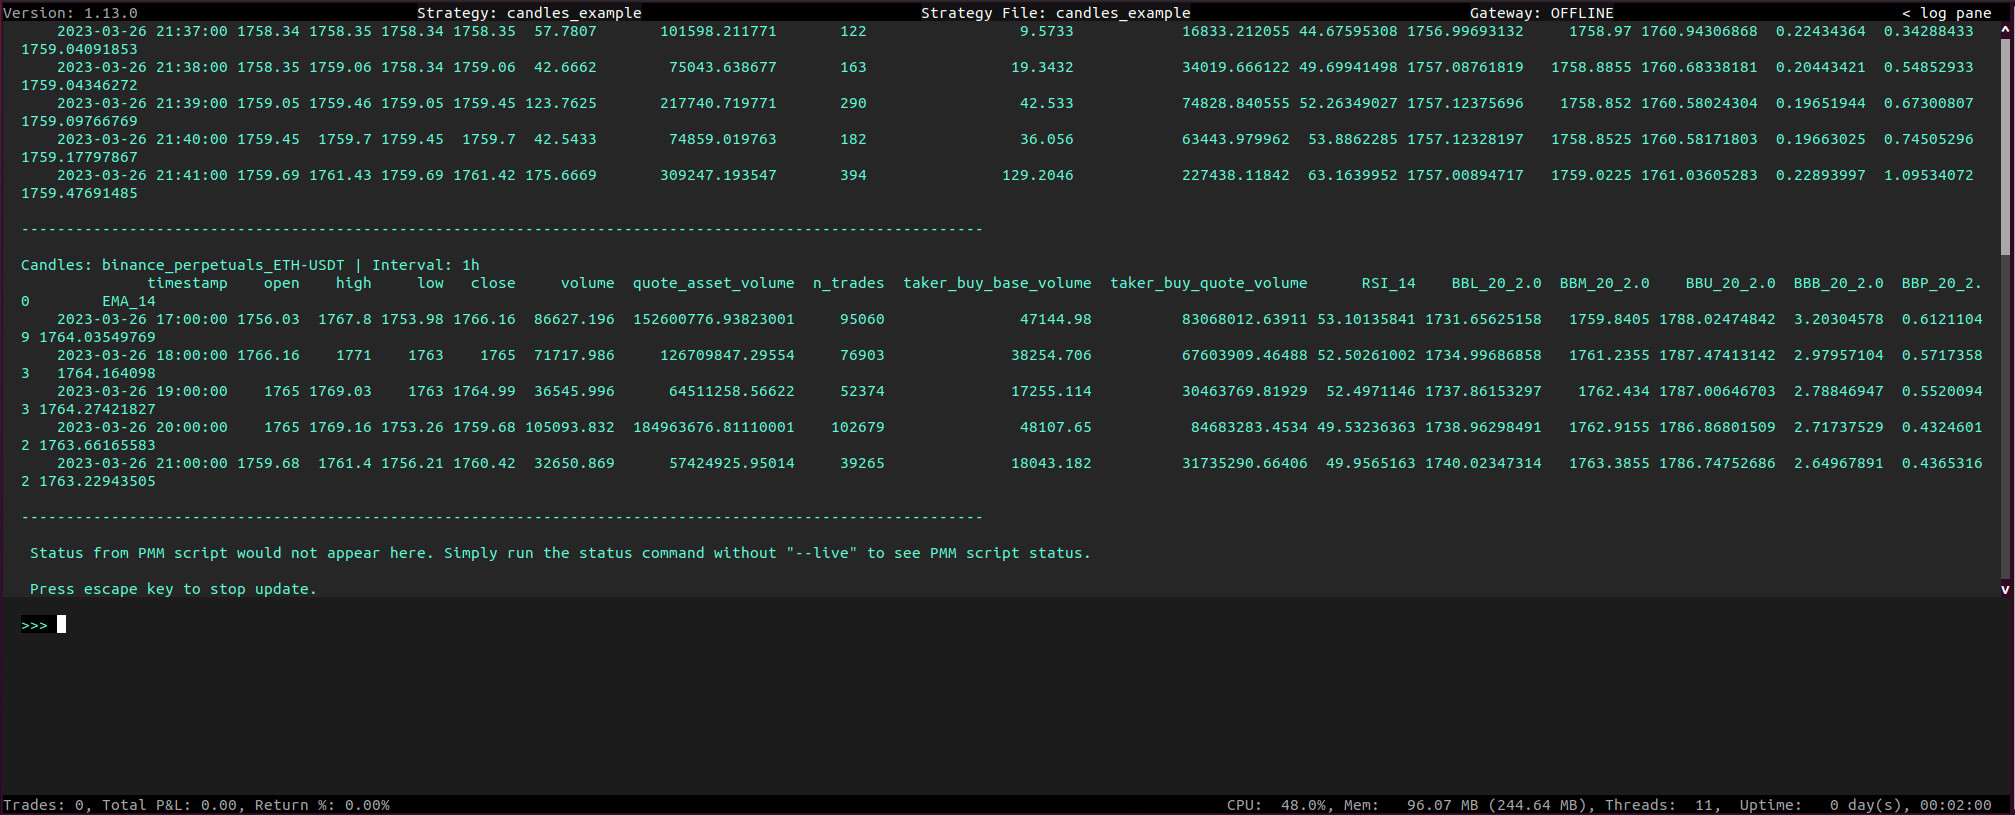 Version: 1.13.0 Strategy: candles_example Strategy File: candles_example Gateway: OFFLINE < log pane
2023-03-26 21:37:00 1758.34 1758.35 1758.34 1758.35 57.7807 101598.211771 122 9.5733 16833.212055 44.67595308 1756.99693132 1758.97 1760.94306868 0.22434364 0.34288433 ^
1759.04091853
2023-03-26 21:38:00 1758.35 1759.06 1758.34 1759.06 42.6662 75043.638677 163 19.3432 34019.666122 49.69941498 1757.08761819 1758.8855 1760.68338181 0.20443421 0.54852933
1759.04346272
2023-03-26 21:39:00 1759.05 1759.46 1759.05 1759.45 123.7625 217740.719771 290 42.533 74828.840555 52.26349027 1757.12375696 1758.852 1760.58024304 0.19651944 0.67300807
1759.09766769
2023-03-26 21:40:00 1759.45 1759.7 1759.45 1759.7 42.5433 74859.019763 182 36.056 63443.979962 53.8862285 1757.12328197 1758.8525 1760.58171803 0.19663025 0.74505296
1759.17797867
2023-03-26 21:41:00 1759.69 1761.43 1759.69 1761.42 175.6669 309247.193547 394 129.2046 227438.11842 63.1639952 1757.00894717 1759.0225 1761.03605283 0.22893997 1.09534072
1759.47691485
-----------------------------------------------------------------------------------------------------------
Candles: binance_perpetuals_ETH-USDT | Interval: 1h
timestamp open high low close volume quote_asset_volume n_trades taker_buy_base_volume taker_buy_quote_volume RSI_14 BBL_20_2.0 BBM_20_2.0 BBU_20_2.0 BBB_20_2.0 BBP_20_2.
0 EMA_14
2023-03-26 17:00:00 1756.03 1767.8 1753.98 1766.16 86627.196 152600776.93823001 95060 47144.98 83068012.63911 53.10135841 1731.65625158 1759.8405 1788.02474842 3.20304578 0.6121104
9 1764.03549769
2023-03-26 18:00:00 1766.16 1771 1763 1765 71717.986 126709847.29554 76903 38254.706 67603909.46488 52.50261002 1734.99686858 1761.2355 1787.47413142 2.97957104 0.5717358
3 1764.164098
2023-03-26 19:00:00 1765 1769.03 1763 1764.99 36545.996 64511258.56622 52374 17255.114 30463769.81929 52.4971146 1737.86153297 1762.434 1787.00646703 2.78846947 0.5520094
3 1764.27421827
2023-03-26 20:00:00 1765 1769.16 1753.26 1759.68 105093.832 184963676.81110001 102679 48107.65 84683283.4534 49.53236363 1738.96298491 1762.9155 1786.86801509 2.71737529 0.4324601
2 1763.66165583
2023-03-26 21:00:00 1759.68 1761.4 1756.21 1760.42 32650.869 57424925.95014 39265 18043.182 31735290.66406 49.9565163 1740.02347314 1763.3855 1786.74752686 2.64967891 0.4365316
2 1763.22943505
-----------------------------------------------------------------------------------------------------------
Status from PMM script would not appear here. Simply run the status command without "--live" to see PMM script status.
Press escape key to stop update. v
>>>
Trades: 0, Total P&L: 0.00, Return %: 0.00% CPU: 48.0%, Mem: 96.07 MB (244.64 MB), Threads: 11, Uptime: 0 day(s), 00:02:00